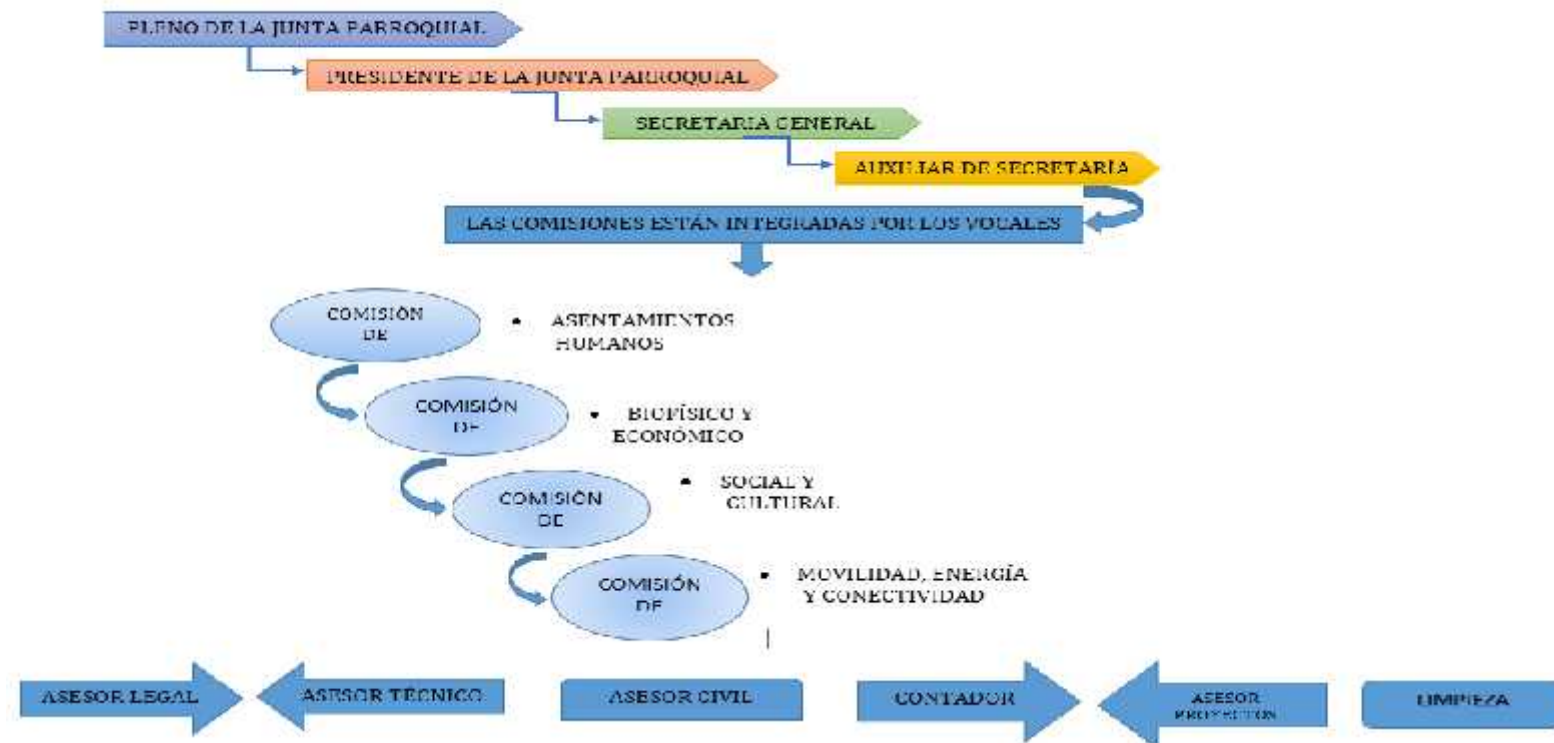 PLENO DE LA JUNTA PARROQUIAL
PRESIDENTE DE LA JUNTA PARROQUIAL
SECRETARIA GENERAL
AUXILIAR DE SECRETARÍA
LAS COMISIONES ESTÁN INTEGRADAS POR LOS VOCALES
COMISIÓN
DE
• ASENTAMIENTOS
HUMANOS
COMISIÓN
DE
• BIOFÍSICO Y
ECONÓMICO
COMISIÓN
DE
• SOCIAL Y
CULTURAL
COMISIÓN
DE
• MOVILIDAD, ENERGÍA
Y CONECTIVIDAD
ASESOR LEGAL
ASESOR TÉCNICO
ASESOR CIVIL
CONTADOR
ASESOR
PROYECTOS
LIMPIEZA